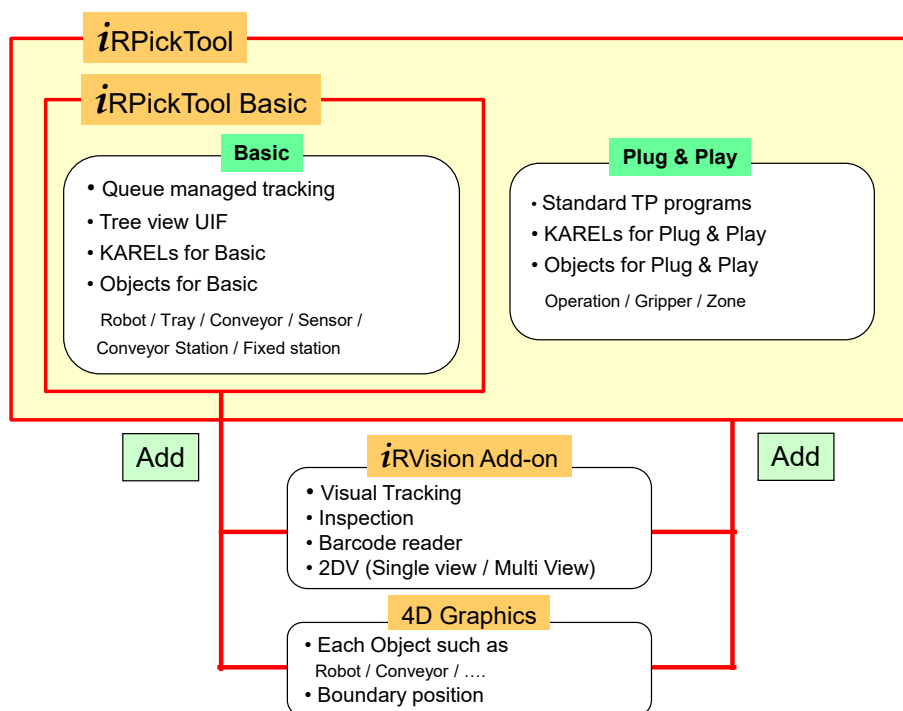 iRPickTool
iRPickTool Basic
Basic
• Queue managed tracking
• Tree view UIF
• KARELs for Basic
• Objects for Basic
Robot / Tray / Conveyor / Sensor /
Conveyor Station / Fixed station
Plug & Play
• Standard TP programs
• KARELs for Plug & Play
• Objects for Plug & Play
Operation / Gripper / Zone
Add
Add
iRVision Add-on
• Visual Tracking
• Inspection
• Barcode reader
• 2DV (Single view / Multi View)
4D Graphics
• Each Object such as
Robot / Conveyor / ….
• Boundary position